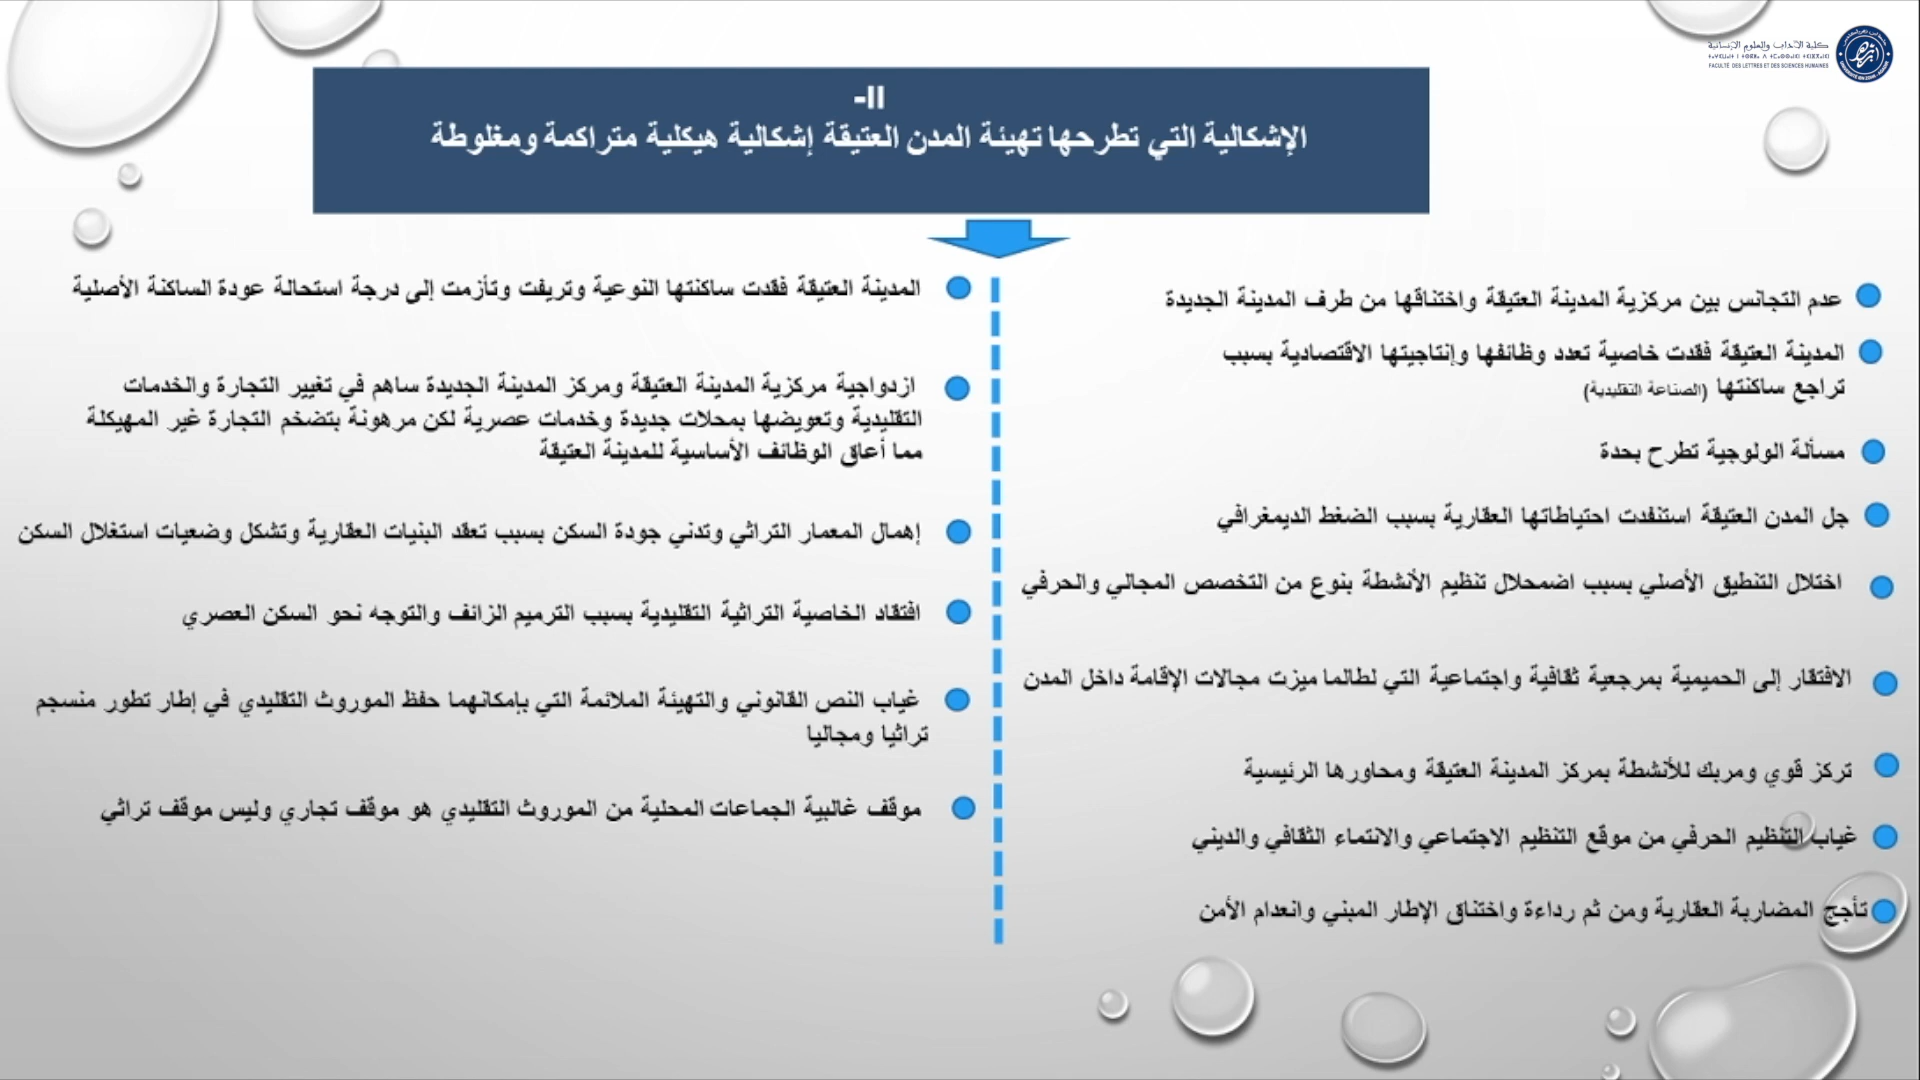 كلية الآداب والعلوم الإنسانية
FACULTÉ DES LETTRES ET DES SCIENCES HUMAINES
II-
الإشكالية التي تطرحها تهيئة المدن العتيقة إشكالية هيكلية متراكمة ومغلوطة
عدم التجانس بين مركزية المدينة العتيقة واختناقها من طرف المدينة الجديدة
المدينة العتيقة فقدت خاصية تعدد وظائفها وإنتاجيتها الاقتصادية بسبب
تراجع ساكنتها (الصناعة التقليدية)
مسألة الولوجية تطرح بحدة
جل المدن العتيقة استنفدت احتياطاتها العقارية بسبب الضغط الديمغرافي
اختلال التنطيق الأصلي بسبب اضمحلال تنظيم الأنشطة بنوع من التخصص المجالي والحرفي
الافتقار إلى الحميمية بمرجعية ثقافية واجتماعية التي لطالما ميزت مجالات الإقامة داخل المدن
تركز قوي ومربك للأنشطة بمركز المدينة العتيقة ومحاورها الرئيسية
غياب التنظيم الحرفي من موقع التنظيم الاجتماعي والانتماء الثقافي والديني
تأجج المضاربة العقارية ومن ثم رداءة واختناق الإطار المبني وانعدام الأمن
المدينة العتيقة فقدت ساكنتها النوعية وتريفت وتأزمت إلى درجة استحالة عودة الساكنة الأصلية
ازدواجية مركزية المدينة العتيقة ومركز المدينة الجديدة ساهم في تغيير التجارة والخدمات
التقليدية وتعويضها بمحلات جديدة وخدمات عصرية لكن مرهونة بتضخم التجارة غير المهيكلة
مما أعاق الوظائف الأساسية للمدينة العتيقة
إهمال المعمار التراثي وتدني جودة السكن بسبب تعقد البنيات العقارية وتشكل وضعيات استغلال السكن
افتقاد الخاصية التراثية التقليدية بسبب الترميم الزائف والتوجه نحو السكن العصري
غياب النص القانوني والتهيئة الملائمة التي بإمكانهما حفظ الموروث التقليدي في إطار تطور منسجم
تراثيا ومجاليا
موقف غالبية الجماعات المحلية من الموروث التقليدي هو موقف تجاري وليس موقف تراثي